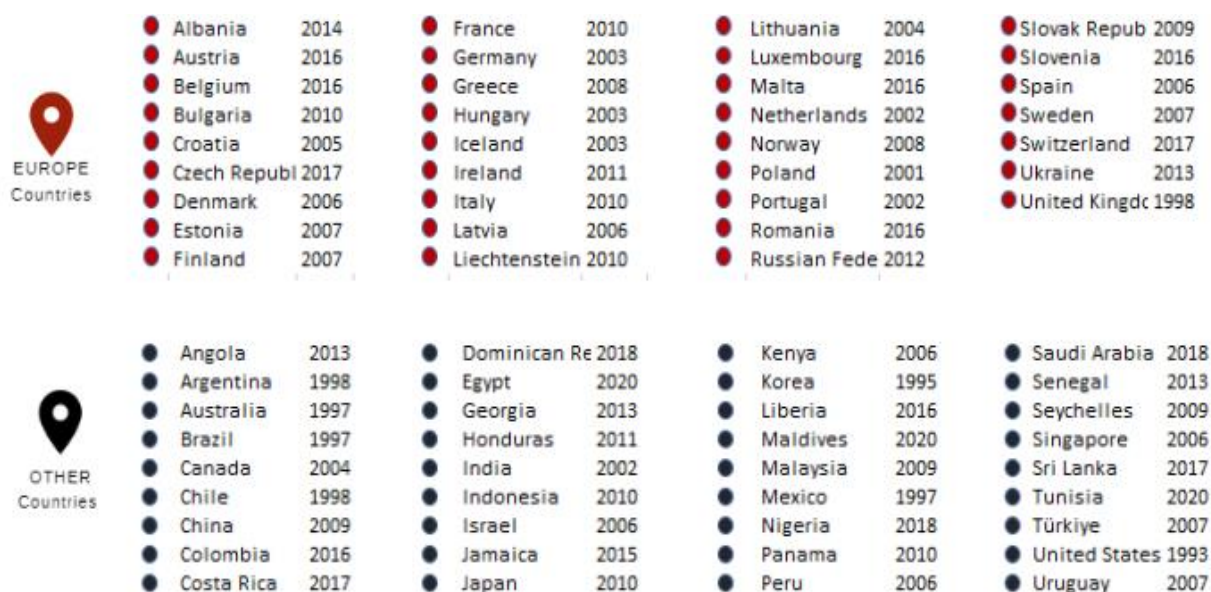 Albania 2014 France 2010 Lithuania 2004 Slovak Repub 2009
Austria 2016 Germany 2003 Luxembourg 2016 Slovenia 2016
Belgium 2016 Greece 2008 Malta 2016 Spain 2006
Bulgaria 2010 Hungary 2003 Netherlands 2002 Sweden 2007
Croatia 2005 Iceland 2003 Norway 2008 Switzerland 2017
EUROPE Czech Republ 2017 Ireland 2011 Poland 2001 Ukraine 2013
Countries Denmark 2006 Italy 2010 Portugal 2002 United Kingdc 1998
Estonia 2007 Latvia 2006 Romania 2016
Finland 2007 Liechtenstein 2010 Russian Fede 2012
Angola 2013 Dominican Re 2018 Kenya 2006 Saudi Arabia 2018
Argentina 1998 Egypt 2020 Korea 1995 Senegal 2013
Australia 1997 Georgia 2013 Liberia 2016 Seychelles 2009
Brazil 1997 Honduras 2011 Maldives 2020 Singapore 2006
OTHER Canada 2004 India 2002 Malaysia 2009 Sri Lanka 2017
Countries Chile 1998 Indonesia 2010 Mexico 1997 Tunisia 2020
China 2009 Israel 2006 Nigeria 2018 Türkiye 2007
Colombia 2016 Jamaica 2015 Panama 2010 United States 1993
Costa Rica 2017 Japan 2010 Peru 2006 Uruguay 2007